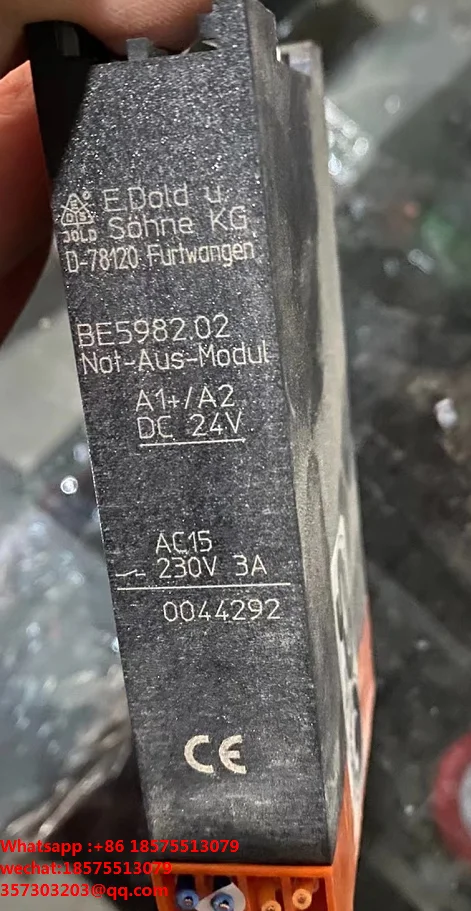 E.Dold u.
Söhne KG
DOLD
D-78120 Furtwangen
BE5982.02
Not-Aus-Modul
A1+/A2
DC 24V
AC15
230V 3A
0044292
CE
Whatsapp :+86 18575513079
wechat:18575513079
357303203@qq.com